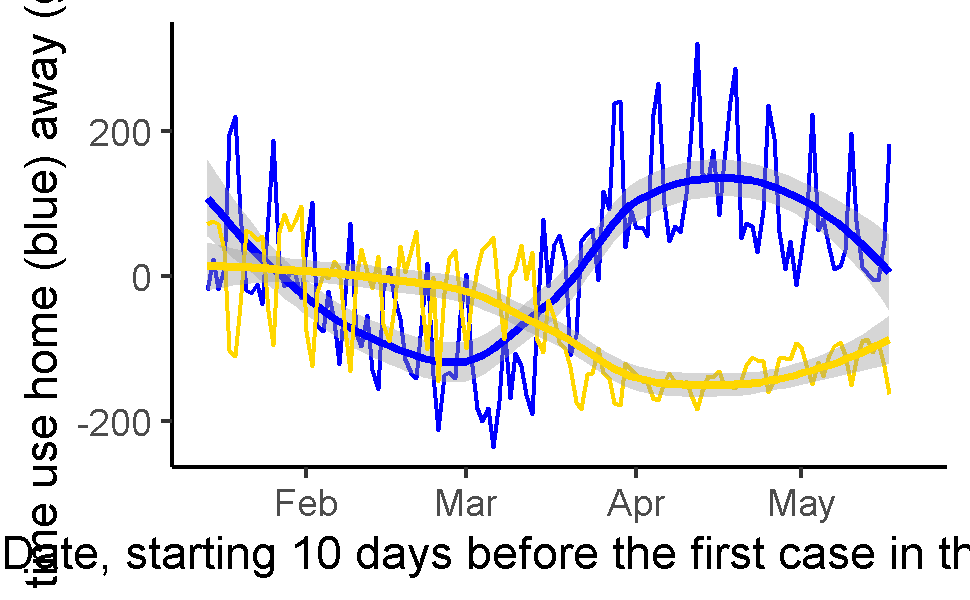 time use home (blue) away (
200
0
-200
Feb Mar Apr May
Date, starting 10 days before the first case in th